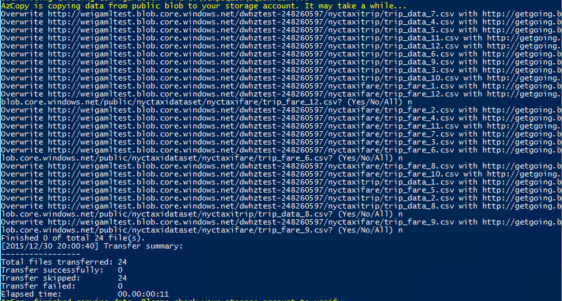 AzCopy is copying data from public blob to your storage account. It may take a while...
Overwrite http://weigamltest.blob.core.windows.net/dwhztest-248260597/nyctaxitrip/trip_data_7.csv with http://getgoing.b
Overwrite http://weigamltest.blob.core.windows.net/dwhztest-248260597/nyctaxitrip/trip_data_4.csv with http://getgoing.b
Overwrite http://weigamltest.blob.core.windows.net/dwhztest-248260597/nyctaxitrip/trip_data_12.csv with http://getgoing.
Overwrite http://weigamltest.blob.core.windows.net/dwhztest-248260597/nyctaxitrip/trip_data_6.csv with http://getgoing.b
Overwrite http://weigamltest.blob.core.windows.net/dwhztest-248260597/nyctaxitrip/trip_data_9.csv with http://getgoing.b
Overwrite http://weigamltest.blob.core.windows.net/dwhztest-248260597/nyctaxitrip/trip_data_3.csv with http://getgoing.b
Overwrite http://weigamltest.blob.core.windows.net/dwhztest-248260597/nyctaxitrip/trip_data_10.csv with http://getgoing.
Overwrite http://weigamltest.blob.core.windows.net/dwhztest-248260597/nyctaxifare/trip_fare_5.csv with http://getgoing.b
Overwrite http://weigamltest.blob.core.windows.net/dwhztest-248260597/nyctaxifare/trip_fare_1.csv with http://getgoing.b
Overwrite http://weigamltest.blob.core.windows.net/dwhztest-248260597/nyctaxifare/trip_fare_12.csv with http://getgoing.
blob.core.windows.net/public/nyctaxidataset/nyctaxifare/trip_fare_12.csv? (Yes/No/All) n
Overwrite http://weigamltest.blob.core.windows.net/dwhztest-248260597/nyctaxifare/trip_fare_2.csv with http://getgoing.b
Overwrite http://weigamltest.blob.core.windows.net/dwhztest-248260597/nyctaxifare/trip_fare_4.csv with http://getgoing.b
Overwrite http://weigamltest.blob.core.windows.net/dwhztest-248260597/nyctaxifare/trip_fare_11.csv with http://getgoing.
Overwrite http://weigamltest.blob.core.windows.net/dwhztest-248260597/nyctaxifare/trip_fare_7.csv with http://getgoing.b
Overwrite http://weigamltest.blob.core.windows.net/dwhztest-248260597/nyctaxifare/trip_fare_3.csv with http://getgoing.b
Overwrite http://weigamltest.blob.core.windows.net/dwhztest-248260597/nyctaxifare/trip_fare_6.csv with http://getgoing.b
lob.core.windows.net/public/nyctaxidataset/nyctaxifare/trip_fare_6.csv? (Yes/No/All) n
Overwrite http://weigamltest.blob.core.windows.net/dwhztest-248260597/nyctaxifare/trip_fare_8.csv with http://getgoing.b
Overwrite http://weigamltest.blob.core.windows.net/dwhztest-248260597/nyctaxifare/trip_fare_10.csv with http://getgoing.
Overwrite http://weigamltest.blob.core.windows.net/dwhztest-248260597/nyctaxitrip/trip_data_1.csv with http://getgoing.b
Overwrite http://weigamltest.blob.core.windows.net/dwhztest-248260597/nyctaxitrip/trip_data_5.csv with http://getgoing.b
Overwrite http://weigamltest.blob.core.windows.net/dwhztest-248260597/nyctaxitrip/trip_data_2.csv with http://getgoing.b
Overwrite http://weigamltest.blob.core.windows.net/dwhztest-248260597/nyctaxitrip/trip_data_8.csv with http://getgoing.b
lob.core.windows.net/public/nyctaxidataset/nyctaxitrip/trip_data_8.csv? (Yes/No/All) n
Overwrite http://weigamltest.blob.core.windows.net/dwhztest-248260597/nyctaxifare/trip_fare_9.csv with http://getgoing.b
lob.core.windows.net/public/nyctaxidataset/nyctaxifare/trip_fare_9.csv? (Yes/No/All) n
Finished 0 of total 24 file(s).
[2015/12/30 20:00:40] Transfer summary:
-----------------
Total files transferred: 24
Transfer successfully: 0
Transfer skipped: 24
Transfer failed: 0
Elapsed time: 00.00:00:11